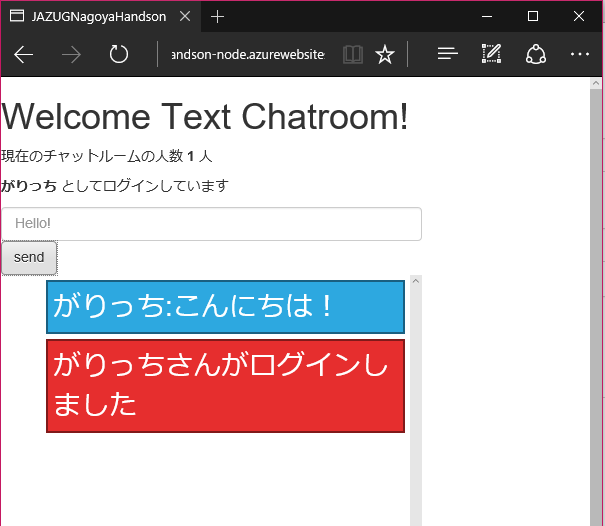 JAZUGNagoyaHandson
andson-node.azurewebsite
Welcome Text Chatroom!
現在のチャットルームの人数 1 人
がりっち としてログインしています
Hello!
send
がりっち:こんにちは！
がりっちさんがログインし
ました